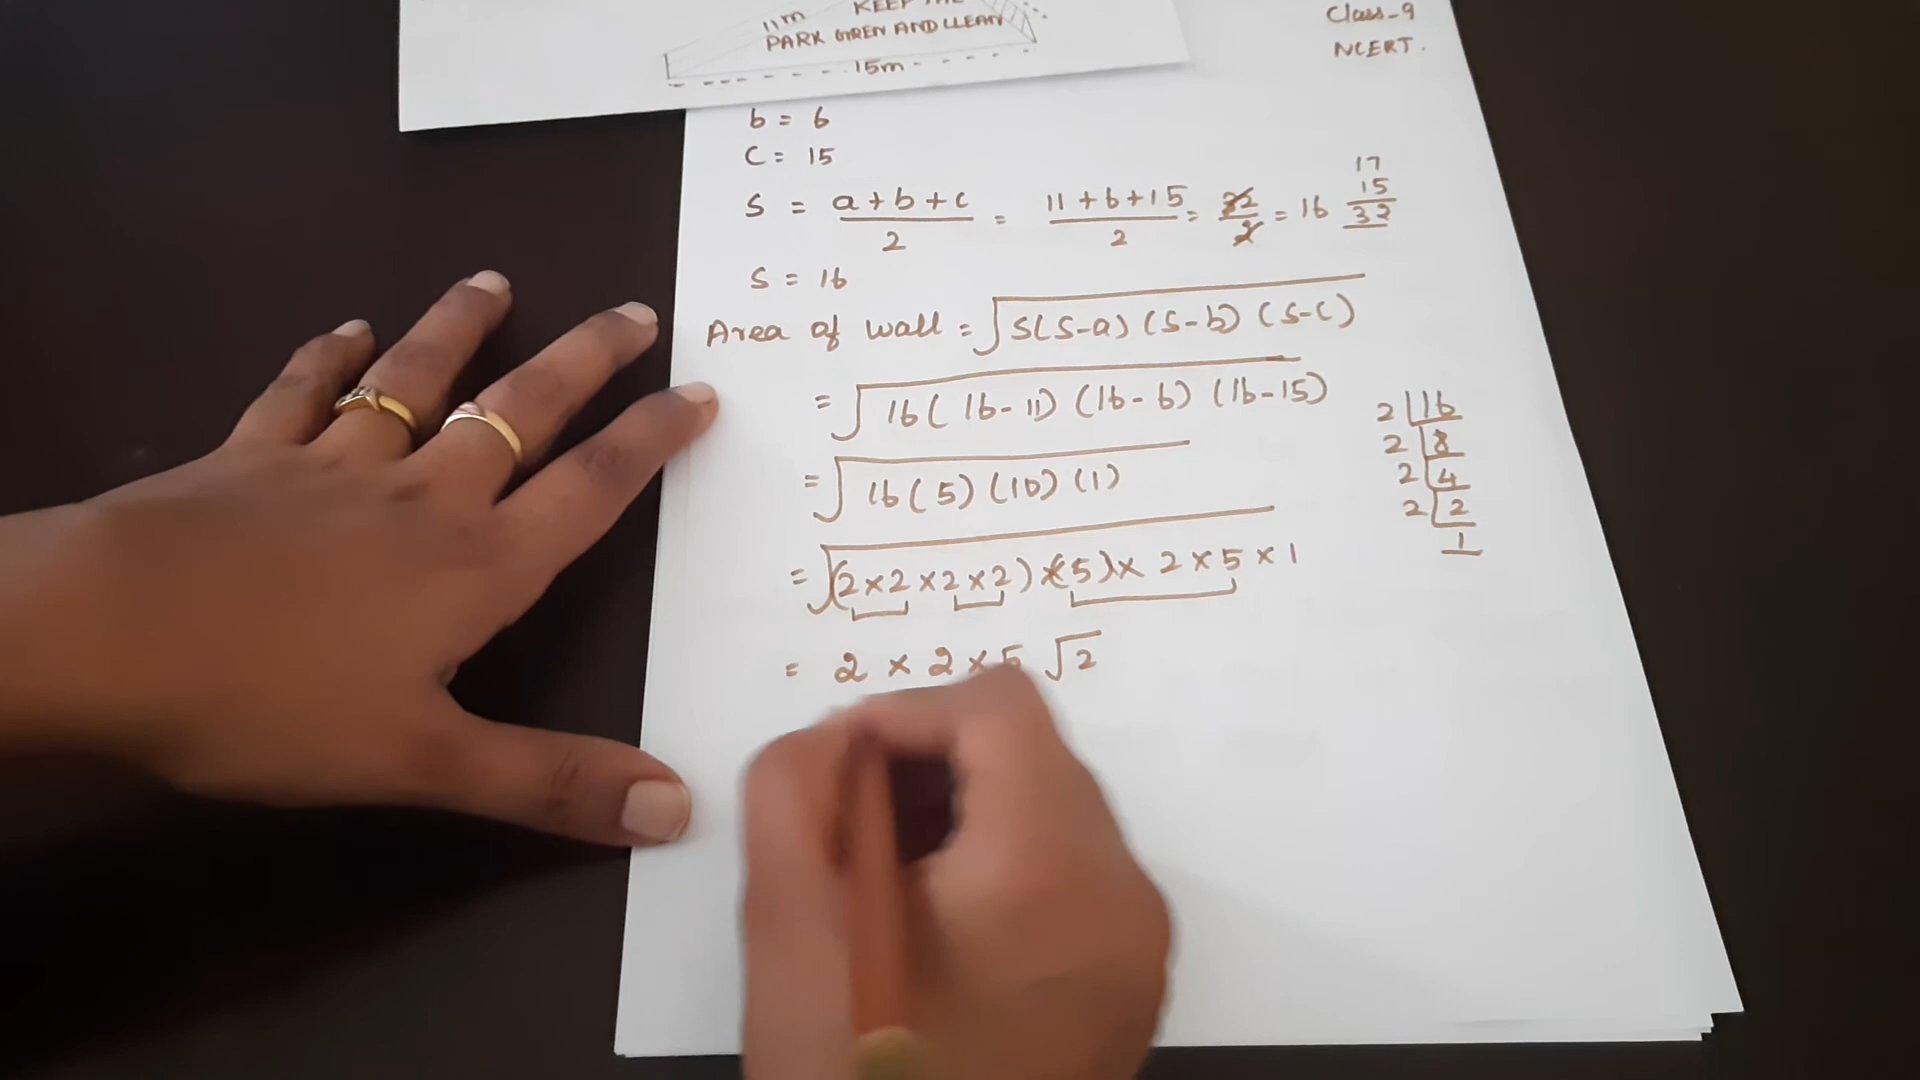 11m KEEP THE
PARK GREN AND CLEAN
15m
Class-9
NCERT.
b = 6
C = 15
S = a+b+c / 2 = 11+6+15 / 2 = 32/2 = 16
17
15
32
S = 16
Area of wall = √S(S-a) (S-b) (S-c)
= √16( 16-11) (16-6) (16-15)
= √16(5)(10)(1)
= √(2×2×2×2)×(5)× 2×5×1
= 2 × 2 × 5 √2
2 16
2 8
2 4
2 2
1